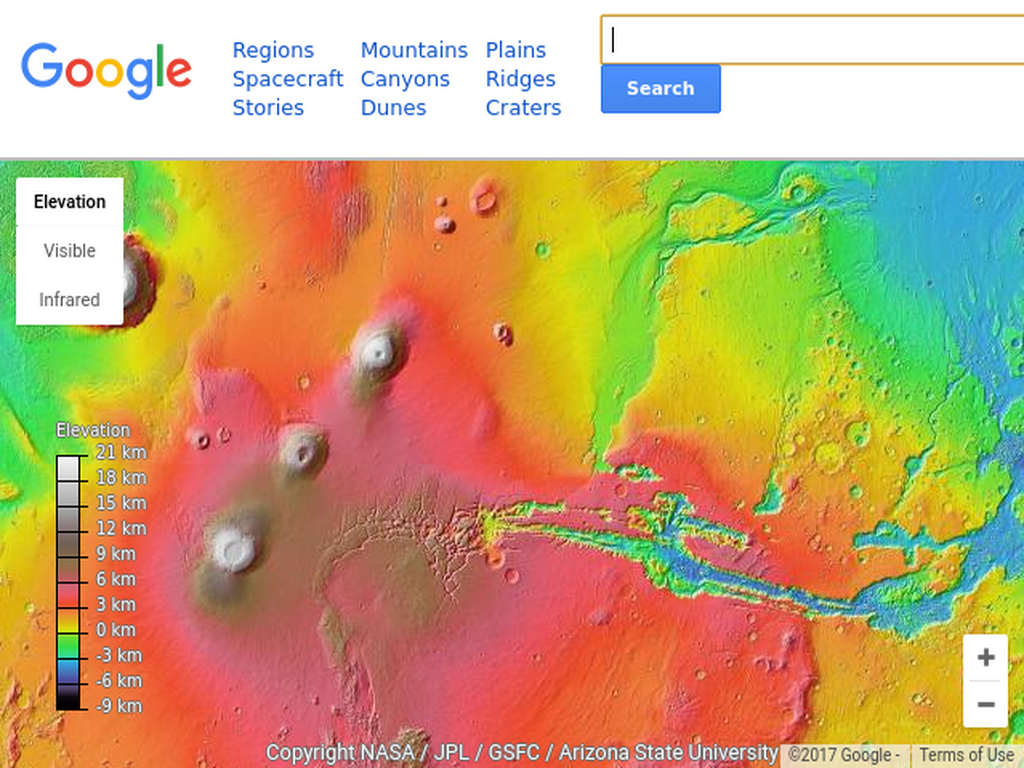 Google
Regions Mountains Plains
Spacecraft Canyons Ridges
Stories Dunes Craters
Search
Elevation
Visible
Infrared
Elevation
21 km
18 km
15 km
12 km
9 km
6 km
3 km
0 km
-3 km
-6 km
-9 km
+
−
Copyright NASA / JPL / GSFC / Arizona State University
©2017 Google -
Terms of Use